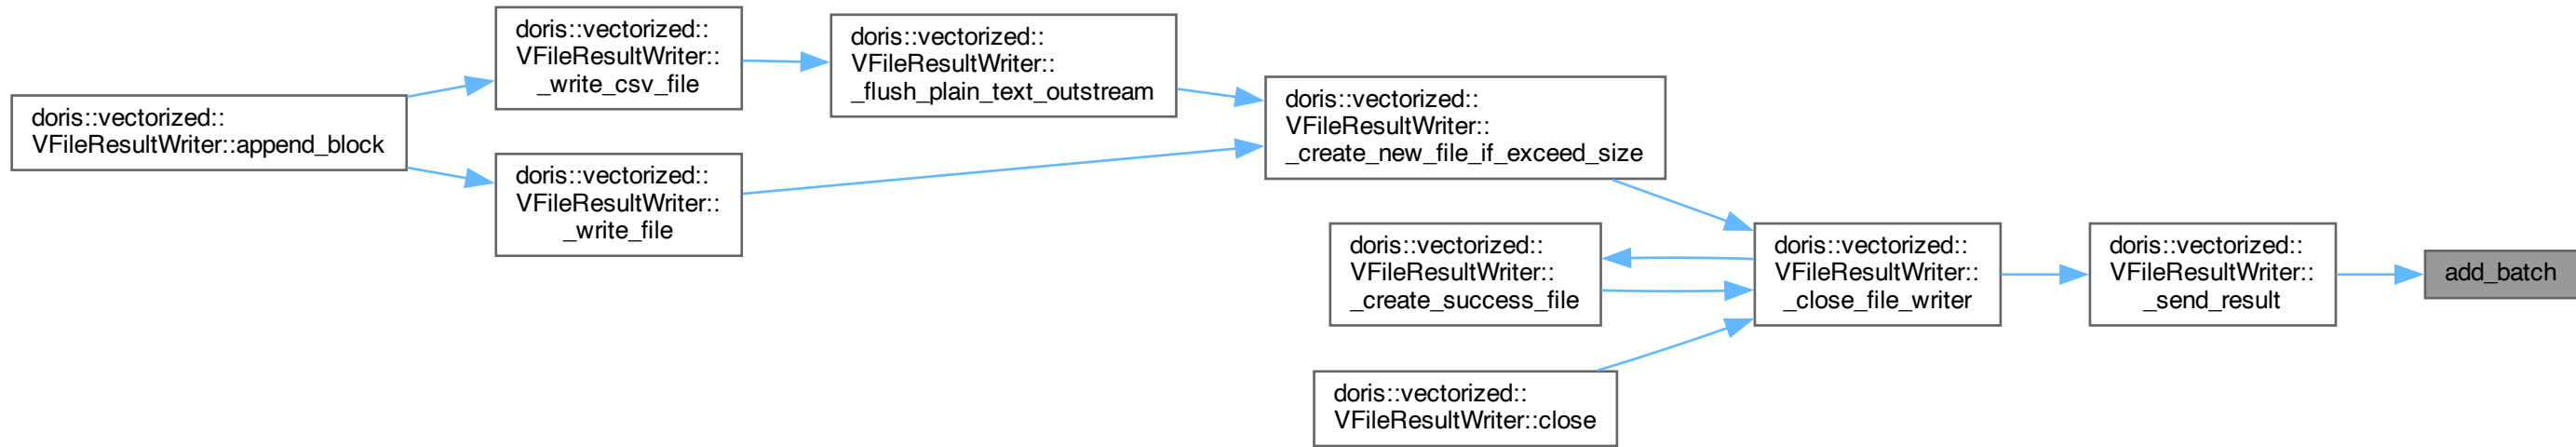 doris::vectorized::
VFileResultWriter::append_block
doris::vectorized::
VFileResultWriter::
_write_csv_file
doris::vectorized::
VFileResultWriter::
_write_file
doris::vectorized::
VFileResultWriter::
_flush_plain_text_outstream
doris::vectorized::
VFileResultWriter::
_create_new_file_if_exceed_size
doris::vectorized::
VFileResultWriter::
_create_success_file
doris::vectorized::
VFileResultWriter::close
doris::vectorized::
VFileResultWriter::
_close_file_writer
doris::vectorized::
VFileResultWriter::
_send_result
add_batch